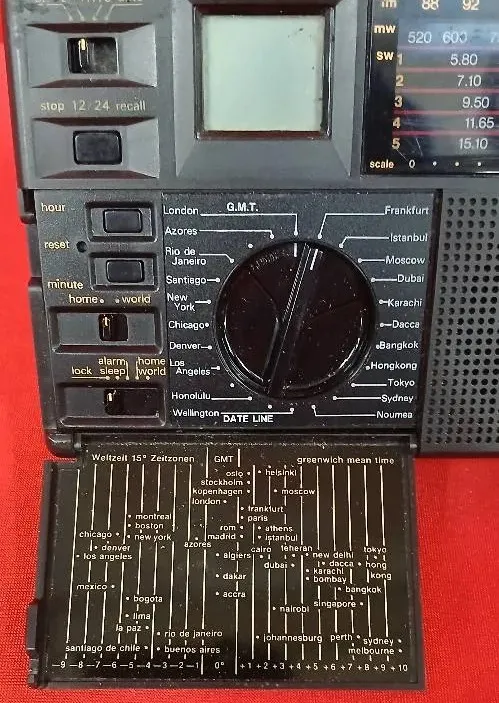 fm 88 92
mw
520 600
sw
1 5.80
2 7.10
3 9.50
4 11.65
5 15.10
scale 0
stop 12/24 recall
hour
reset
minute
home world
alarm home
lock sleep world
G.M.T.
London
Azores
Rio de
Janeiro
Santiago
New
York
Chicago
Denver
Los
Angeles
Honolulu
Wellington
DATE LINE
Frankfurt
Istanbul
Moscow
Dubai
Karachi
Dacca
Bangkok
Hongkong
Tokyo
Sydney
Noumea
Weltzeit 15° Zeitzonen GMT greenwich mean time
oslo helsinki
stockholm
kopenhagen moscow
london
frankfurt
montreal paris
boston rom athens
chicago new york madrid istanbul
denver azores cairo teheran tokyo
los angeles algiers new delhi
dubai dacca hong
kong
karachi
dakar bombay
mexico bangkok
bogota accra
singapore
nairobi
lima
la paz
rio de janeiro johannesburg perth sydney
santiago de chile buenos aires melbourne
-9 -8 -7 -6 -5 -4 -3 -2 -1 0° +1 +2 +3 +4 +5 +6 +7 +8 +9 +10